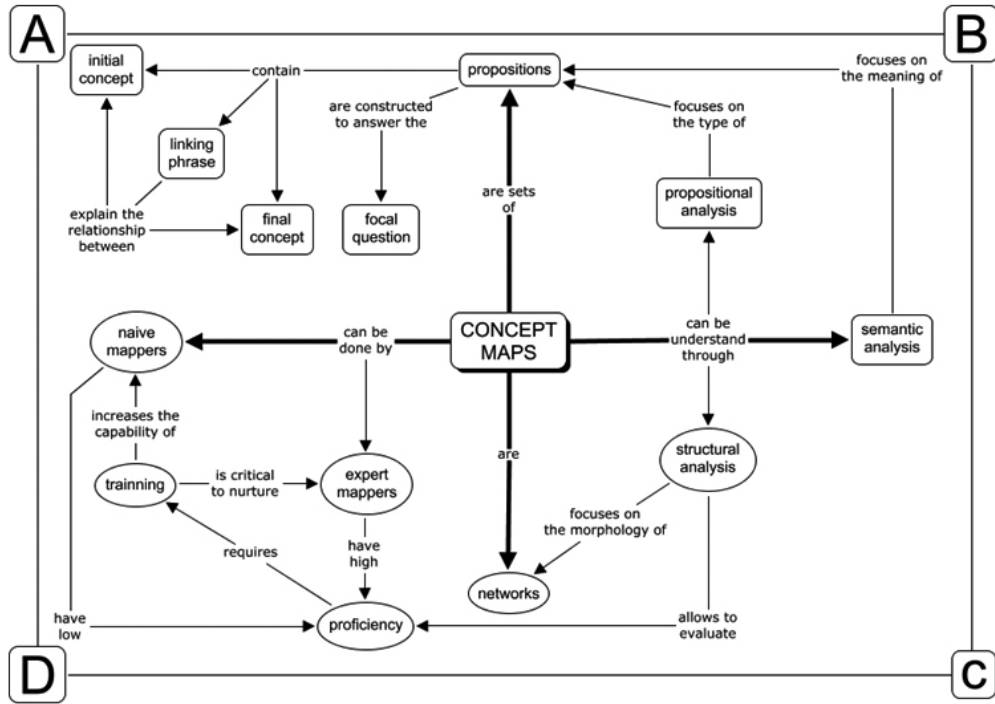 A
B
initial
concept
contain
propositions
focuses on
the meaning of
are constructed
to answer the
focuses on
the type of
linking
phrase
are sets
of
propositional
analysis
explain the
relationship
between
final
concept
focal
question
naive
mappers
can be
done by
CONCEPT
MAPS
can be
understand
through
semantic
analysis
increases the
capability of
are
structural
analysis
trainning
is critical
to nurture
expert
mappers
focuses on
the morphology of
requires
have
high
networks
have
low
proficiency
allows to
evaluate
D
C